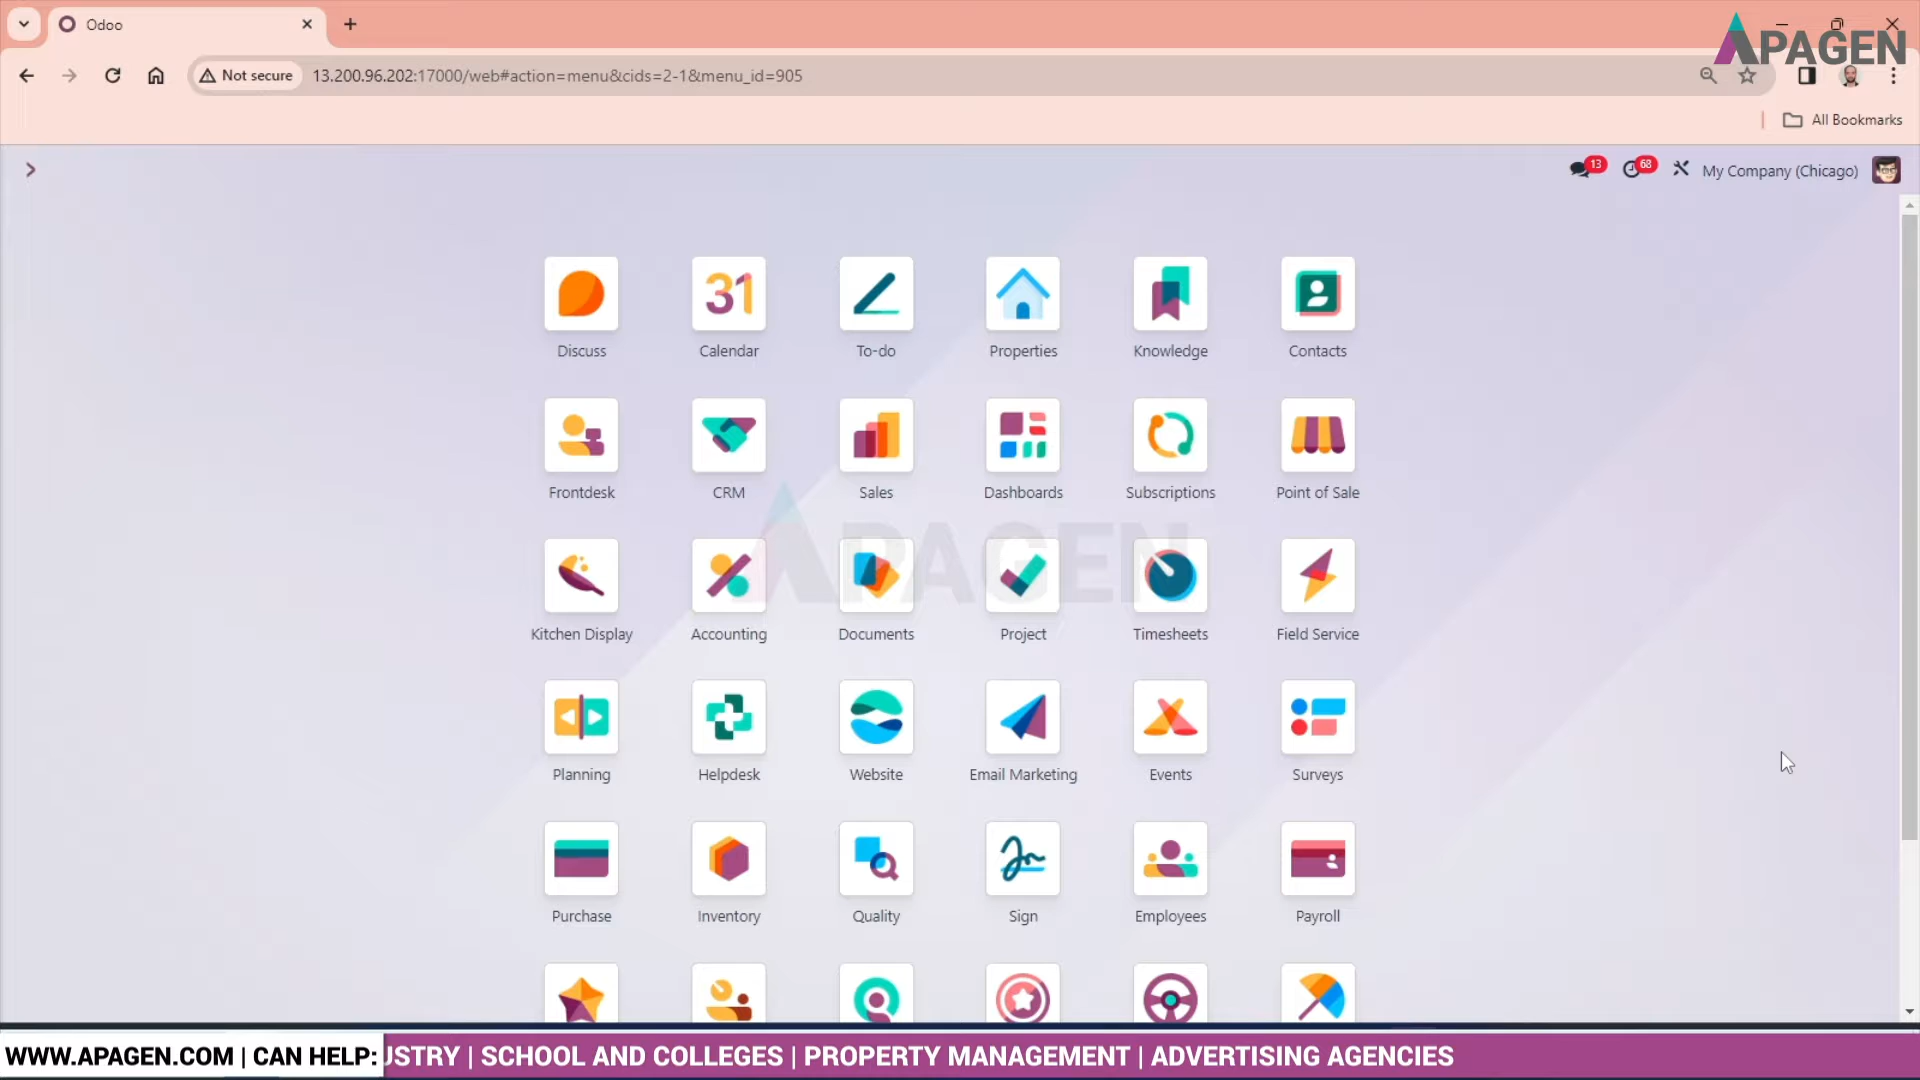 Odoo
APAGEN
Not secure
13.200.96.202:17000/web#action=menu&cids=2-1&menu_id=905
All Bookmarks
13
68
My Company (Chicago)
31
Discuss
Calendar
To-do
Properties
Knowledge
Contacts
Frontdesk
CRM
Sales
Dashboards
Subscriptions
Point of Sale
APAGEN
Kitchen Display
Accounting
Documents
Project
Timesheets
Field Service
Planning
Helpdesk
Website
Email Marketing
Events
Surveys
Purchase
Inventory
Quality
Sign
Employees
Payroll
WWW.APAGEN.COM | CAN HELP: USTRY | SCHOOL AND COLLEGES | PROPERTY MANAGEMENT | ADVERTISING AGENCIES